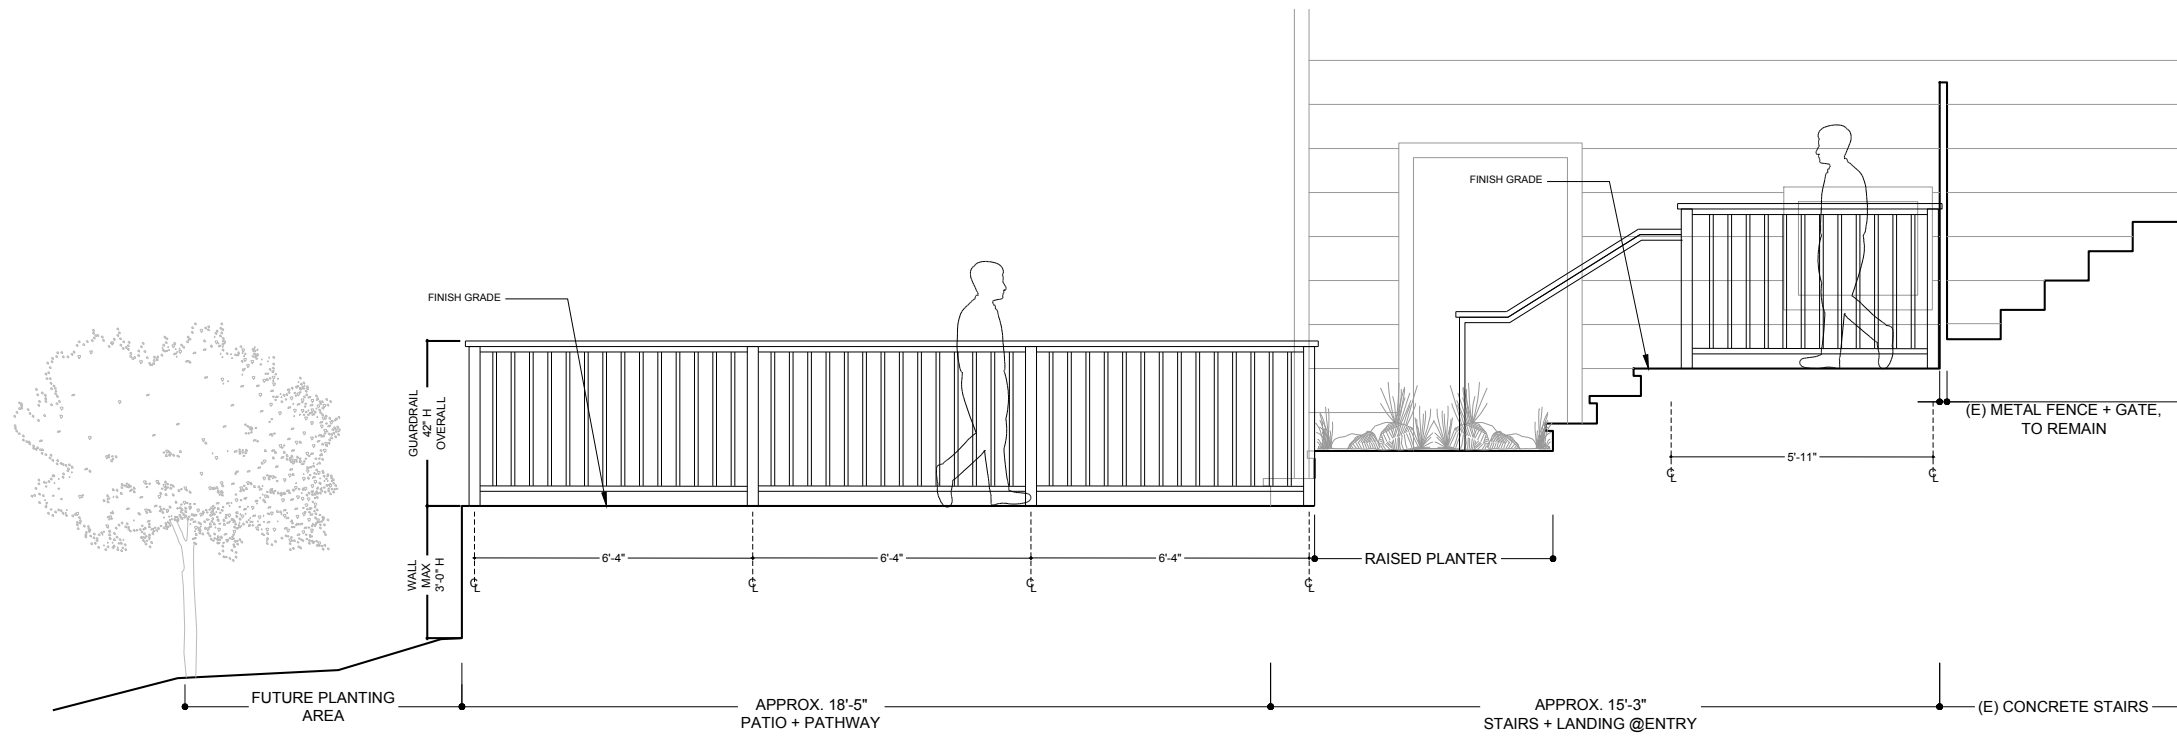 FINISH GRADE
FINISH GRADE
GUARDRAIL
42" H
OVERALL
(E) METAL FENCE + GATE,
TO REMAIN
5'-11"
℄
℄
WALL
MAX
3'-0" H
6'-4"
6'-4"
6'-4"
RAISED PLANTER
℄
℄
℄
℄
FUTURE PLANTING
AREA
APPROX. 18'-5"
PATIO + PATHWAY
APPROX. 15'-3"
STAIRS + LANDING @ENTRY
(E) CONCRETE STAIRS